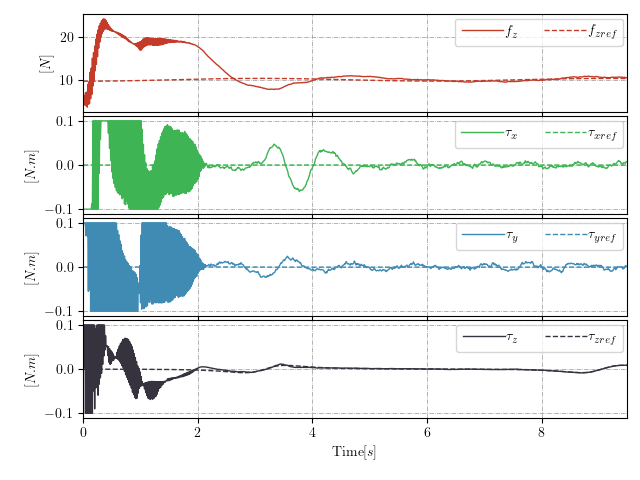 20
10
[N]
f_z f_zref
0.1
0.0
−0.1
[N.m]
τ_x τ_xref
0.1
0.0
−0.1
[N.m]
τ_y τ_yref
0.1
0.0
−0.1
[N.m]
τ_z τ_zref
0 2 4 6 8
Time[s]